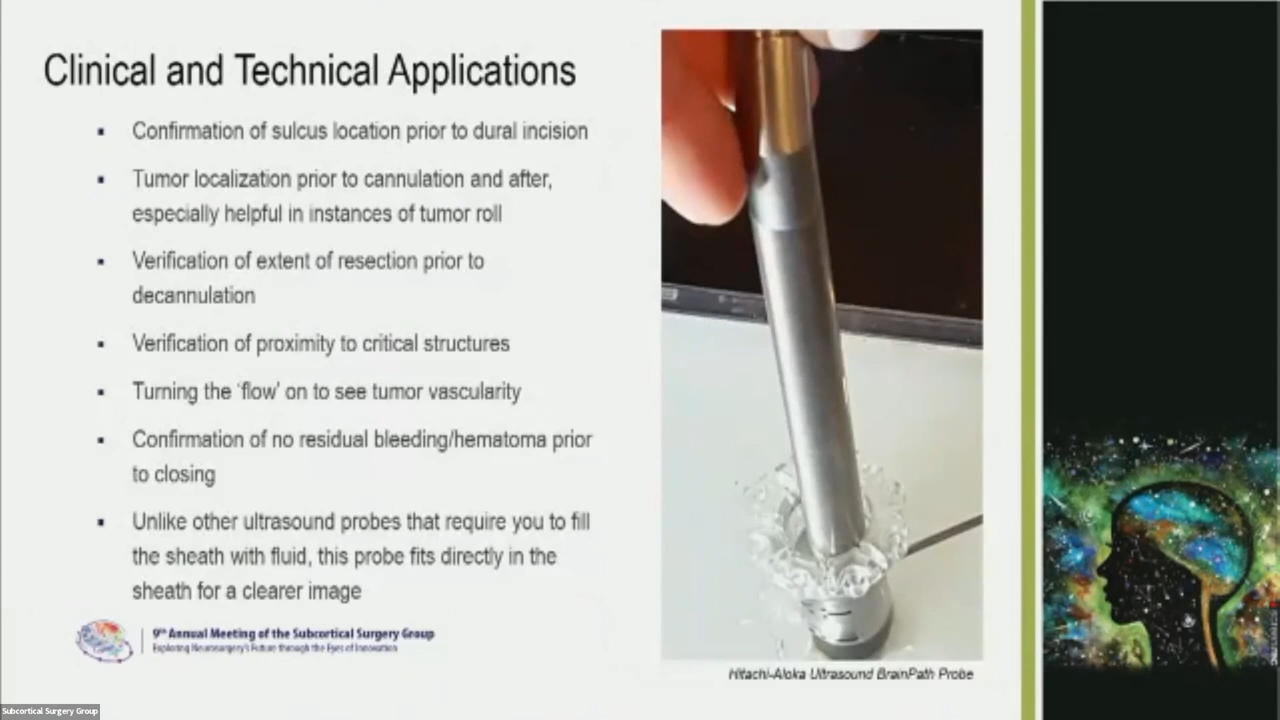 Clinical and Technical Applications
▪ Confirmation of sulcus location prior to dural incision
▪ Tumor localization prior to cannulation and after,
especially helpful in instances of tumor roll
▪ Verification of extent of resection prior to
decannulation
▪ Verification of proximity to critical structures
▪ Turning the ‘flow’ on to see tumor vascularity
▪ Confirmation of no residual bleeding/hematoma prior
to closing
▪ Unlike other ultrasound probes that require you to fill
the sheath with fluid, this probe fits directly in the
sheath for a clearer image
9th Annual Meeting of the Subcortical Surgery Group
Exploring Neurosurgery's Future through the Eyes of Innovation
Hitachi-Aloka Ultrasound BrainPath Probe
Subcortical Surgery Group